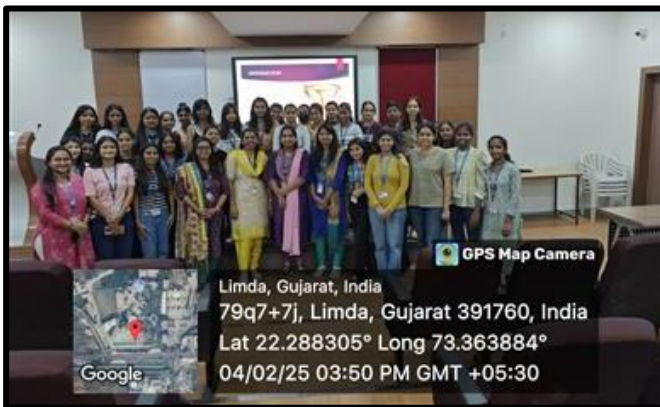 GPS Map Camera
Limda, Gujarat, India
79q7+7j, Limda, Gujarat 391760, India
Lat 22.288305° Long 73.363884°
04/02/25 03:50 PM GMT +05:30
Google